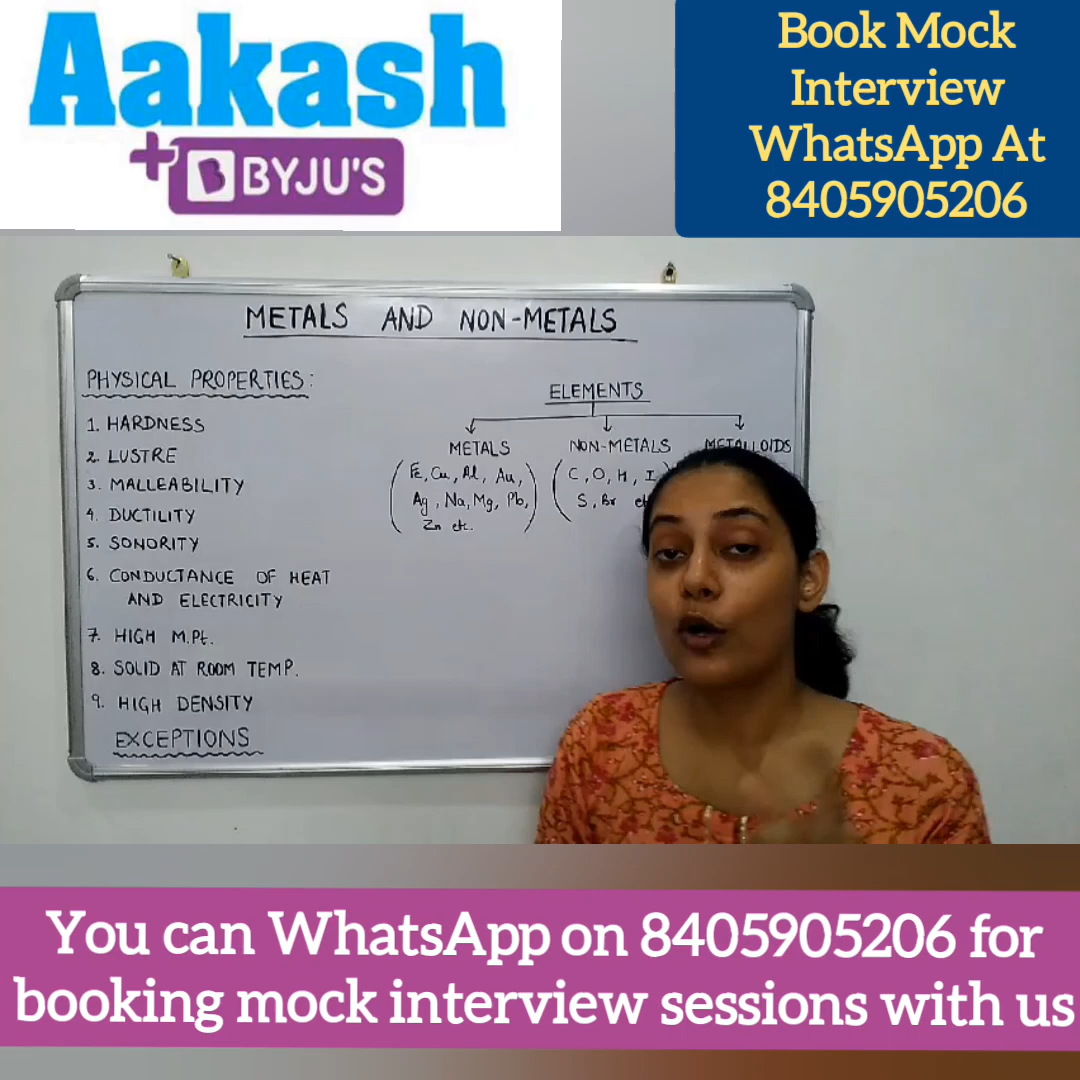 Aakash
+ BYJU'S
Book Mock
Interview
WhatsApp At
8405905206
METALS AND NON-METALS
PHYSICAL PROPERTIES:
1. HARDNESS
2. LUSTRE
3. MALLEABILITY
4. DUCTILITY
5. SONORITY
6. CONDUCTANCE OF HEAT
AND ELECTRICITY
7. HIGH M.Pt.
8. SOLID AT ROOM TEMP.
9. HIGH DENSITY
EXCEPTIONS
ELEMENTS
METALS NON-METALS METALLOIDS
(Fe, Cu, Al, Au,
Ag, Na, Mg, Pb,
Zn etc.)
(C, O, H, I
S, Br et
You can WhatsApp on 8405905206 for
booking mock interview sessions with us